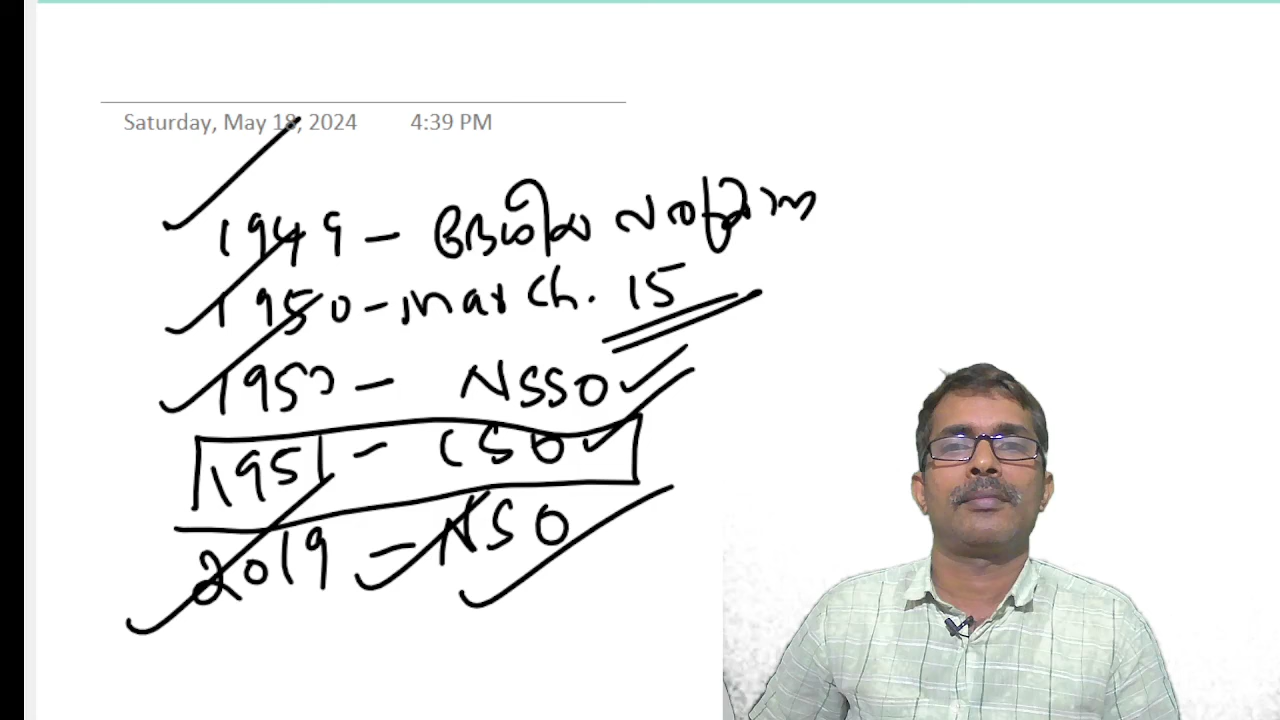 Saturday, May 18, 2024 4:39 PM
1949 - ദേശീയ
1950 - march. 15
1950 - NSSO
1951 - CSO
2019 - NSO